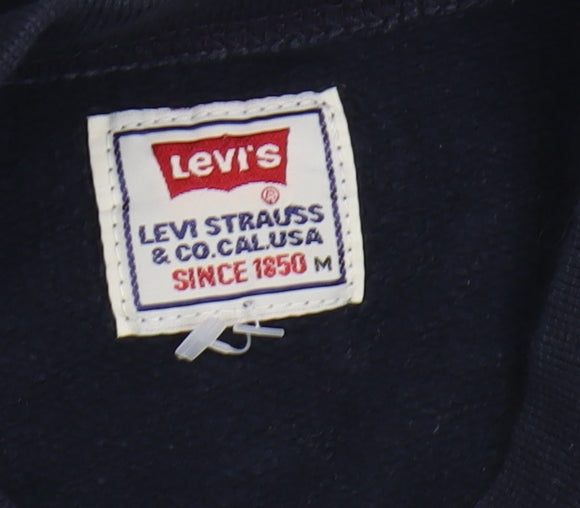 Levi's
®
LEVI STRAUSS
& CO.CAL.USA
SINCE 1850 M